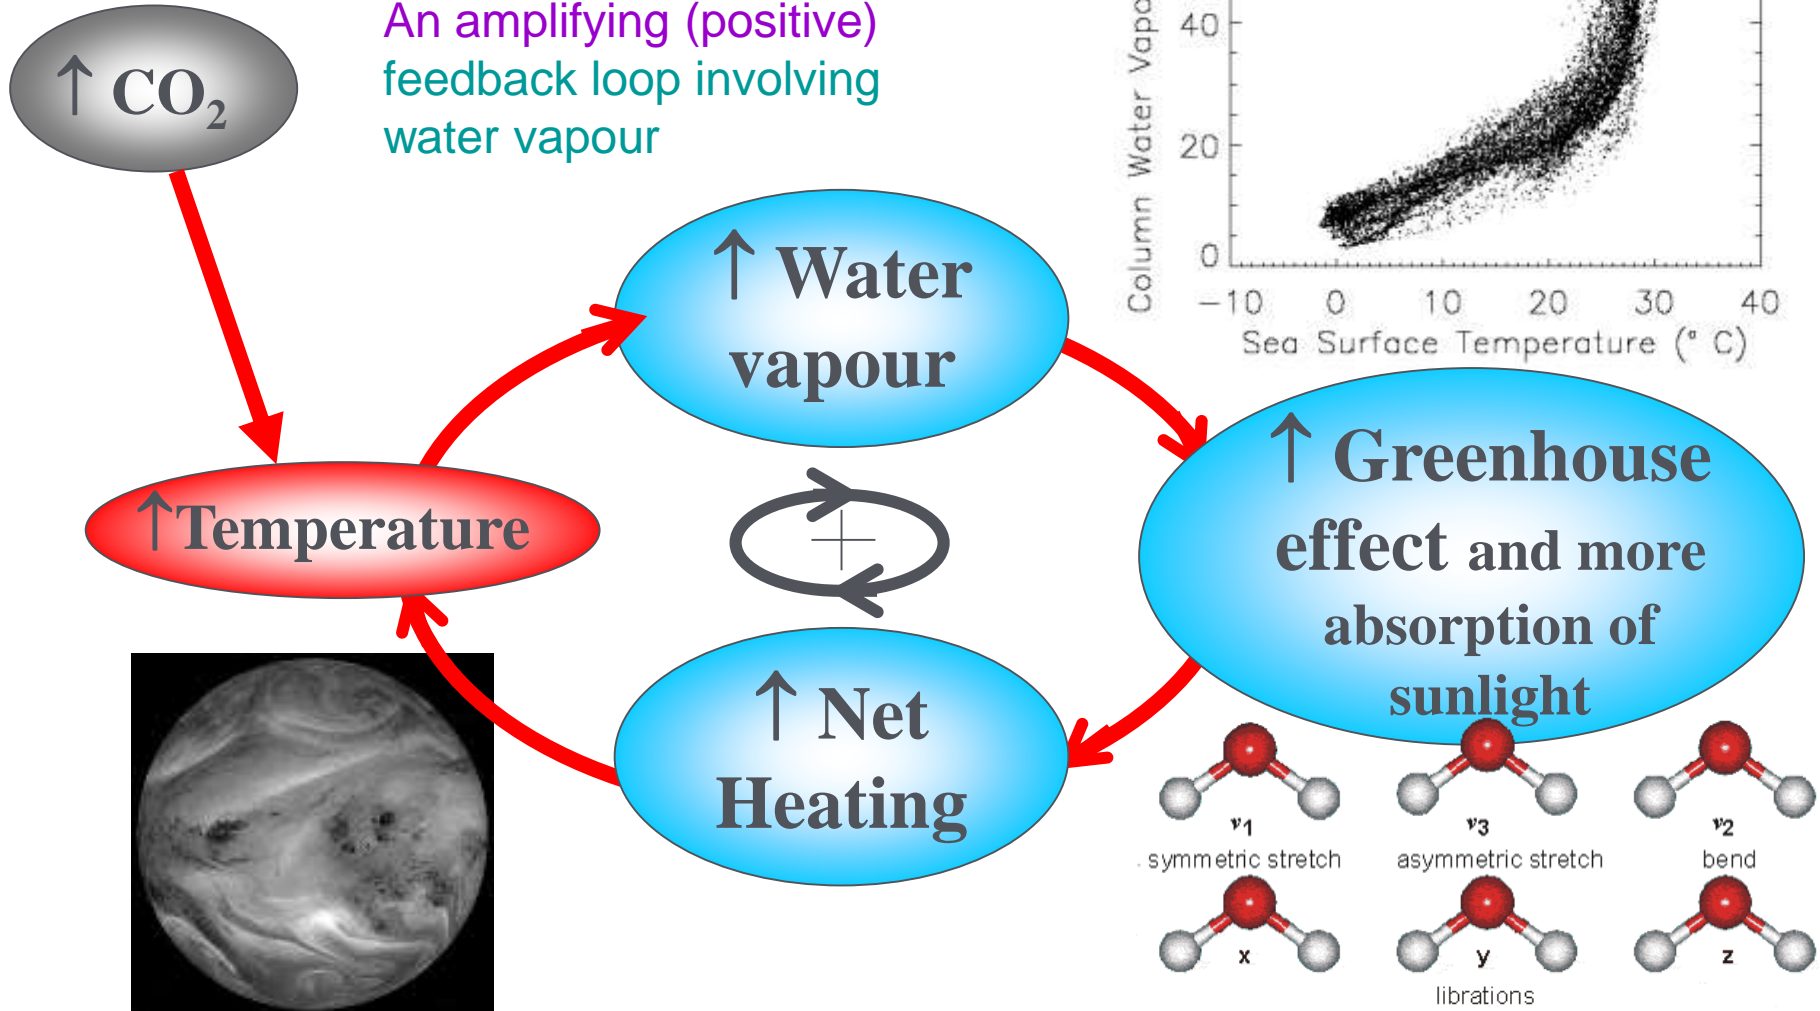 ↑ CO₂
An amplifying (positive)
feedback loop involving
water vapour
↑ Water
vapour
↑Temperature
↑ Greenhouse
effect and more
absorption of
sunlight
↑ Net
Heating
+
Column Water
40
20
0
−10 0 10 20 30 40
Sea Surface Temperature (° C)
ν1 ν3 ν2
symmetric stretch asymmetric stretch bend
x y z
librations